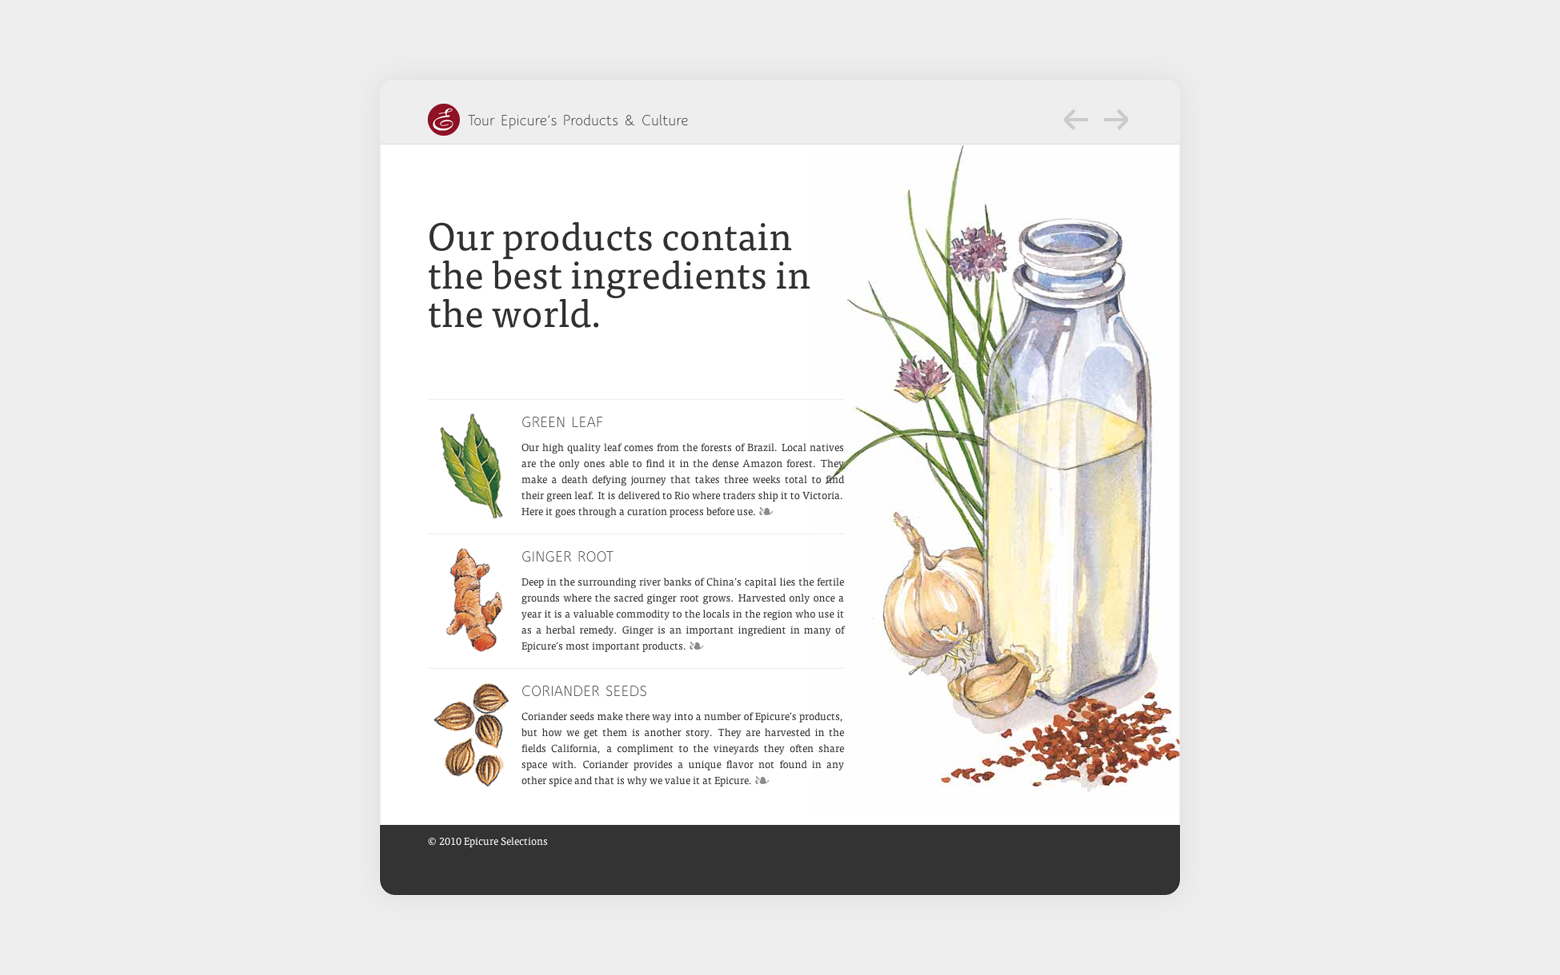 Tour Epicure's Products & Culture
Our products contain
the best ingredients in
the world.
GREEN LEAF
Our high quality leaf comes from the forests of Brazil. Local natives
are the only ones able to find it in the dense Amazon forest. They
make a death defying journey that takes three weeks total to find
their green leaf. It is delivered to Rio where traders ship it to Victoria.
Here it goes through a curation process before use. ❧
GINGER ROOT
Deep in the surrounding river banks of China's capital lies the fertile
grounds where the sacred ginger root grows. Harvested only once a
year it is a valuable commodity to the locals in the region who use it
as a herbal remedy. Ginger is an important ingredient in many of
Epicure's most important products. ❧
CORIANDER SEEDS
Coriander seeds make there way into a number of Epicure's products,
but how we get them is another story. They are harvested in the
fields California, a compliment to the vineyards they often share
space with. Coriander provides a unique flavor not found in any
other spice and that is why we value it at Epicure. ❧
© 2010 Epicure Selections